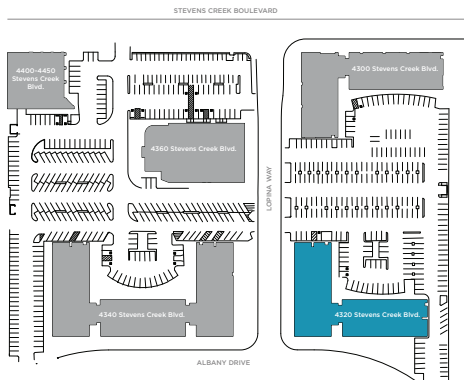 STEVENS CREEK BOULEVARD
4400-4450
Stevens Creek
Blvd.
4300 Stevens Creek Blvd.
4360 Stevens Creek Blvd.
LOPINA WAY
4340 Stevens Creek Blvd.
4320 Stevens Creek Blvd.
ALBANY DRIVE